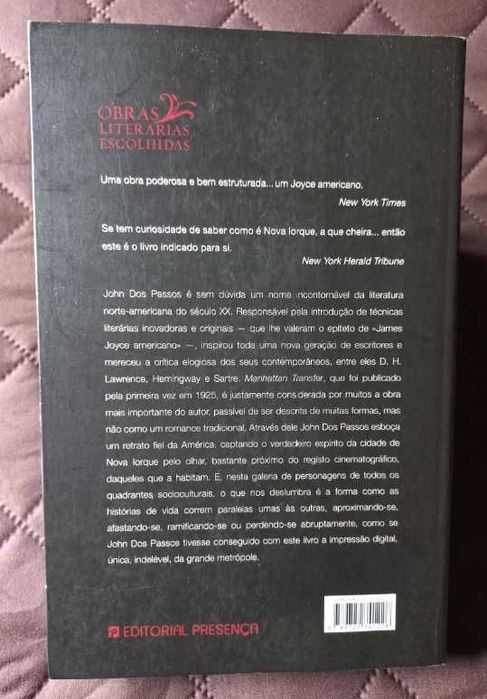 OBRAS
LITERÁRIAS
ESCOLHIDAS
Uma obra poderosa e bem estruturada... um Joyce americano.
New York Times
Se tem curiosidade de saber como é Nova Iorque, a que cheira... então
este é o livro indicado para si.
New York Herald Tribune
John Dos Passos é sem dúvida um nome incontornável da literatura
norte-americana do século XX. Responsável pela introdução de técnicas
literárias inovadoras e originais — que lhe valeram o epíteto de «James
Joyce americano» —, inspirou toda uma nova geração de escritores e
mereceu a crítica elogiosa dos seus contemporâneos, entre eles D. H.
Lawrence, Hemingway e Sartre. Manhattan Transfer, que foi publicado
pela primeira vez em 1925, é justamente considerada por muitos a obra
mais importante do autor, passível de ser descrita de muitas formas, mas
não como um romance tradicional. Através dele John Dos Passos esboça
um retrato fiel da América, captando o verdadeiro espírito da cidade de
Nova Iorque pelo olhar, bastante próximo do registo cinematográfico,
daqueles que a habitam. E, nesta galeria de personagens de todos os
quadrantes socioculturais, o que nos deslumbra é a forma como as
histórias de vida correm paralelas umas às outras, aproximando-se,
afastando-se, ramificando-se ou perdendo-se abruptamente, como se
John Dos Passos tivesse conseguido com este livro a impressão digital,
única, indelével, da grande metrópole.
EDITORIAL PRESENÇA